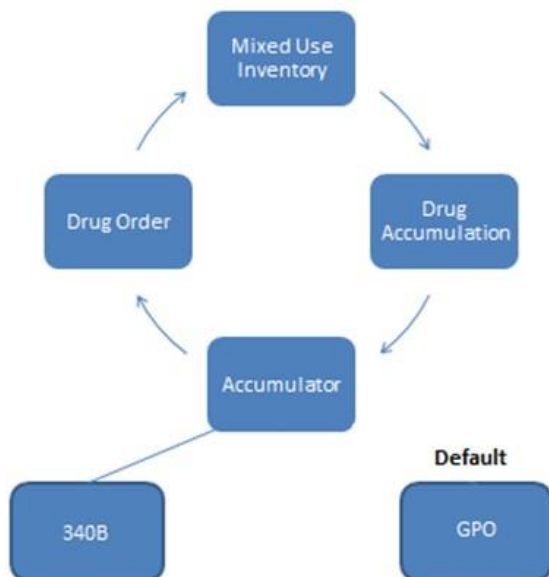 Mixed Use
Inventory
Drug Order
Drug
Accumulation
Accumulator
Default
340B
GPO